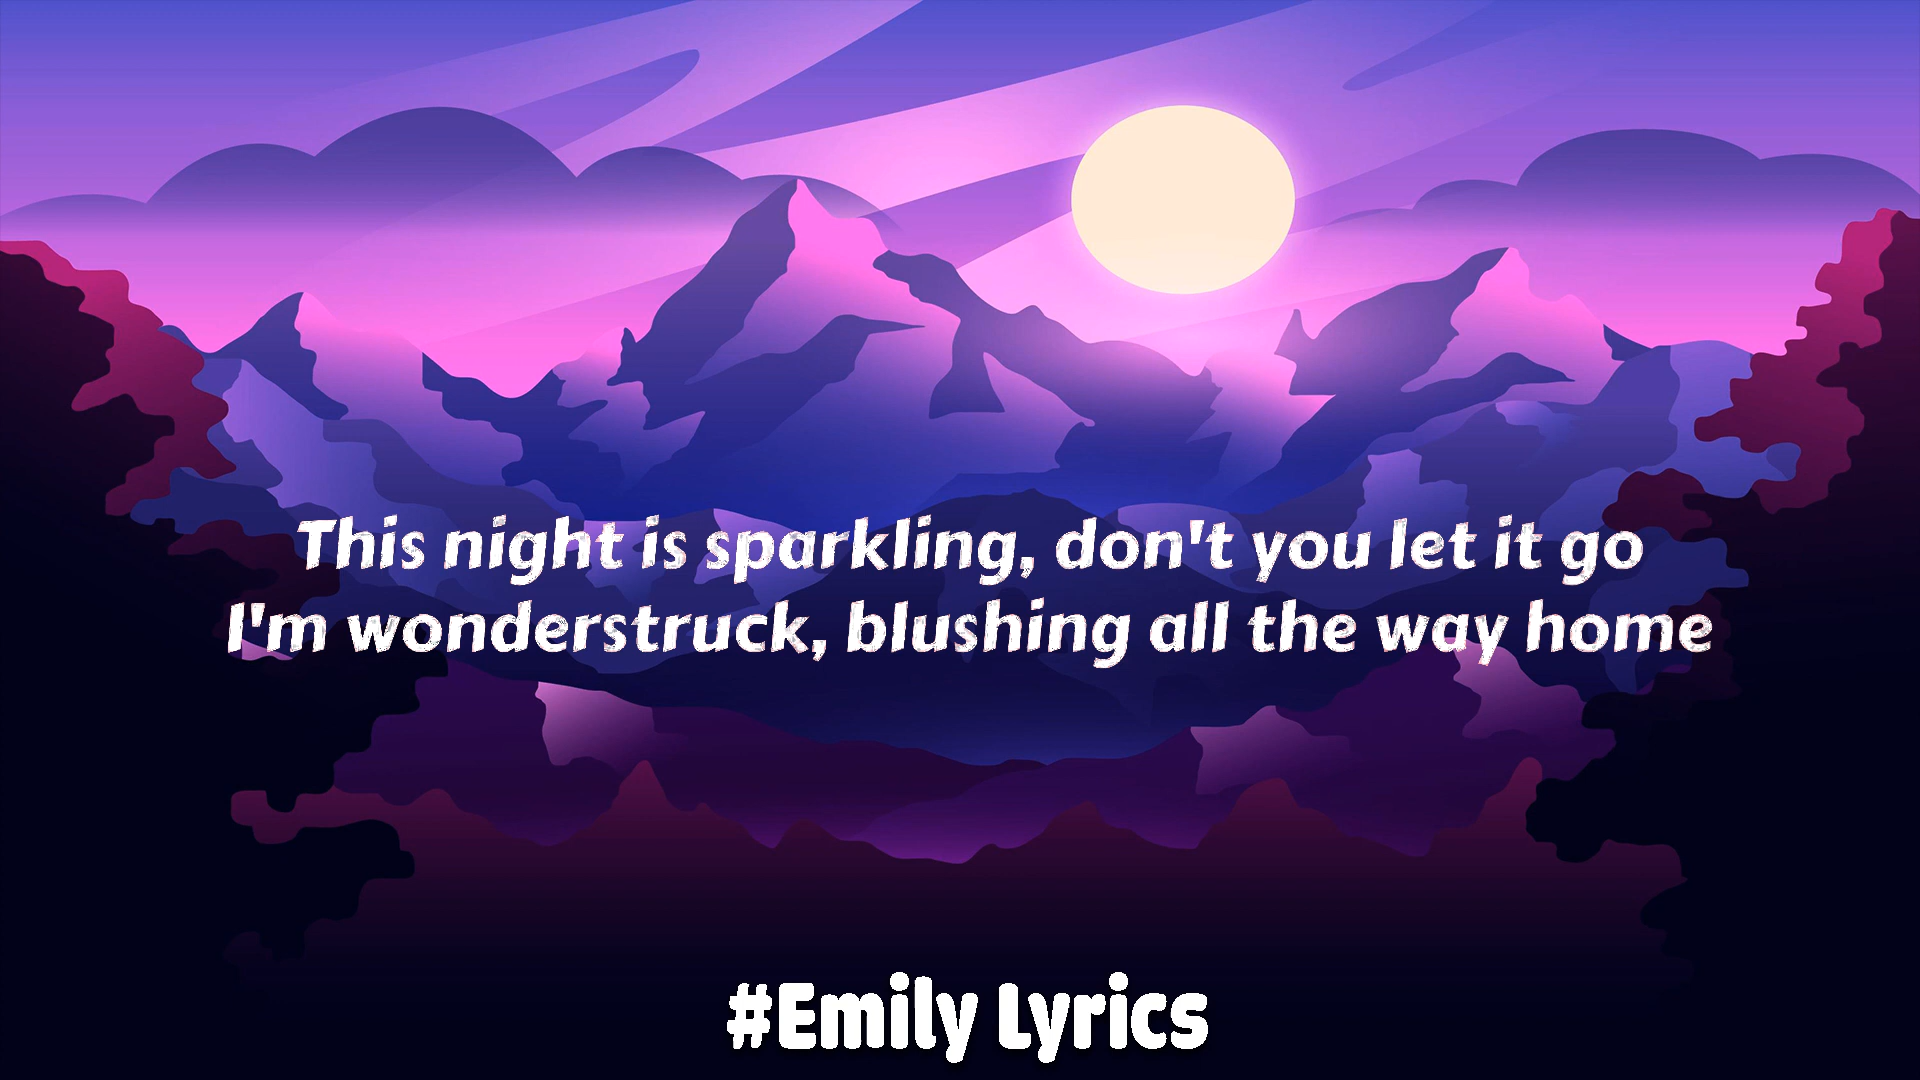 This night is sparkling, don't you let it go
I'm wonderstruck, blushing all the way home
#Emily Lyrics